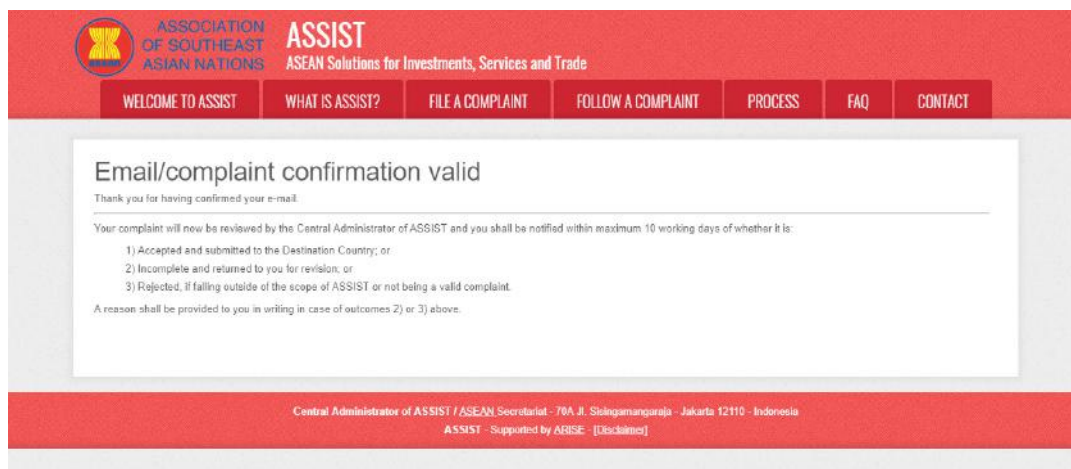 ASSOCIATION
OF SOUTHEAST
ASIAN NATIONS
ASSIST
ASEAN Solutions for Investments, Services and Trade
WELCOME TO ASSIST WHAT IS ASSIST? FILE A COMPLAINT FOLLOW A COMPLAINT PROCESS FAQ CONTACT
Email/complaint confirmation valid
Thank you for having confirmed your e-mail.
Your complaint will now be reviewed by the Central Administrator of ASSIST and you shall be notified within maximum 10 working days of whether it is:
1) Accepted and submitted to the Destination Country; or
2) Incomplete and returned to you for revision; or
3) Rejected, if falling outside of the scope of ASSIST or not being a valid complaint.
A reason shall be provided to you in writing in case of outcomes 2) or 3) above.
Central Administrator of ASSIST / ASEAN Secretariat - 70A Jl. Sisingamangaraja - Jakarta 12110 - Indonesia
ASSIST - Supported by ARISE - [Disclaimer]